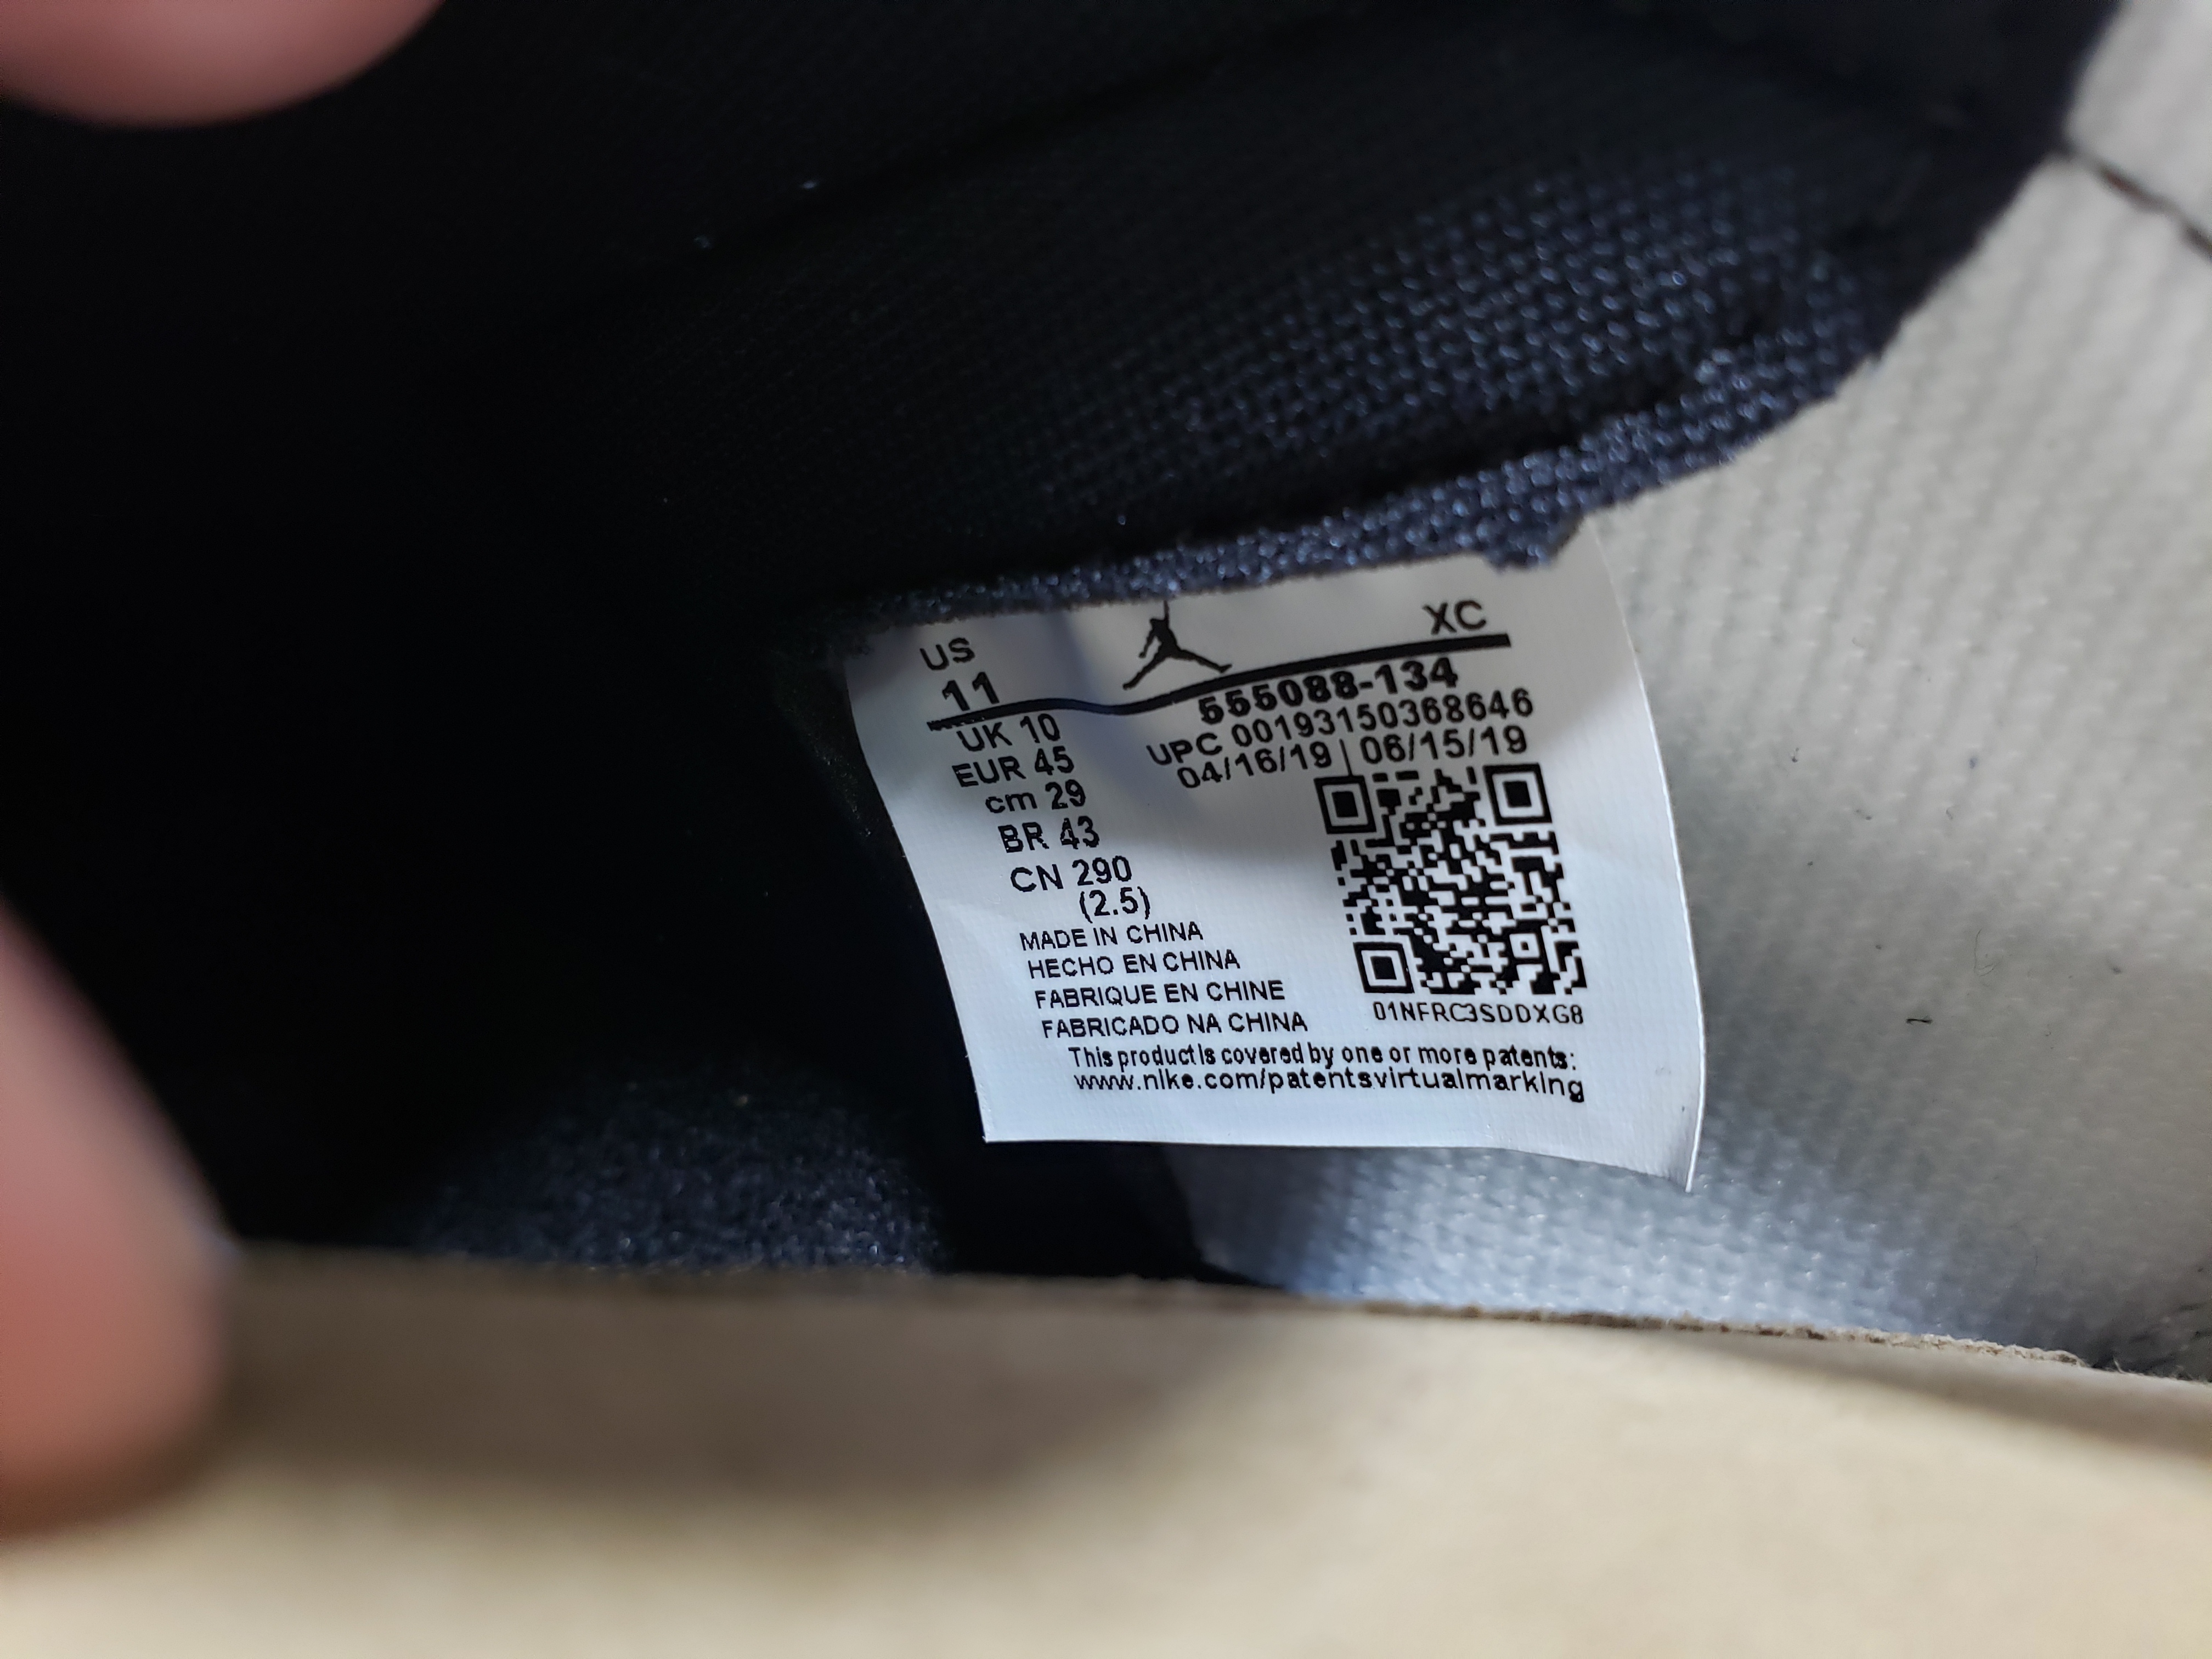 US XC
11 555088-134
UK 10 UPC 00193150368646
EUR 45 04/16/19 | 06/15/19
cm 29
BR 43
CN 290
(2.5)
MADE IN CHINA
HECHO EN CHINA
FABRIQUE EN CHINE
FABRICADO NA CHINA
01NFRC3SDDXG8
This product is covered by one or more patents:
www.nike.com/patentsvirtualmarking